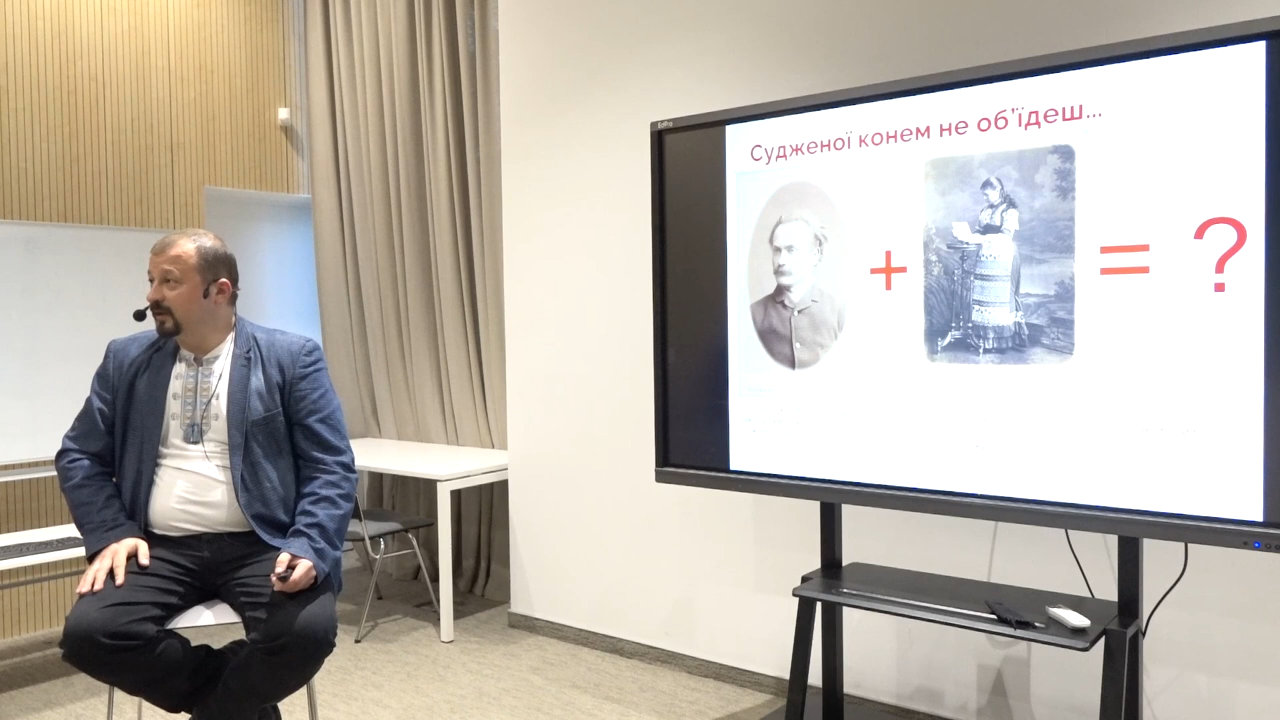 Судженої конем не об'їдеш...
+ = ?